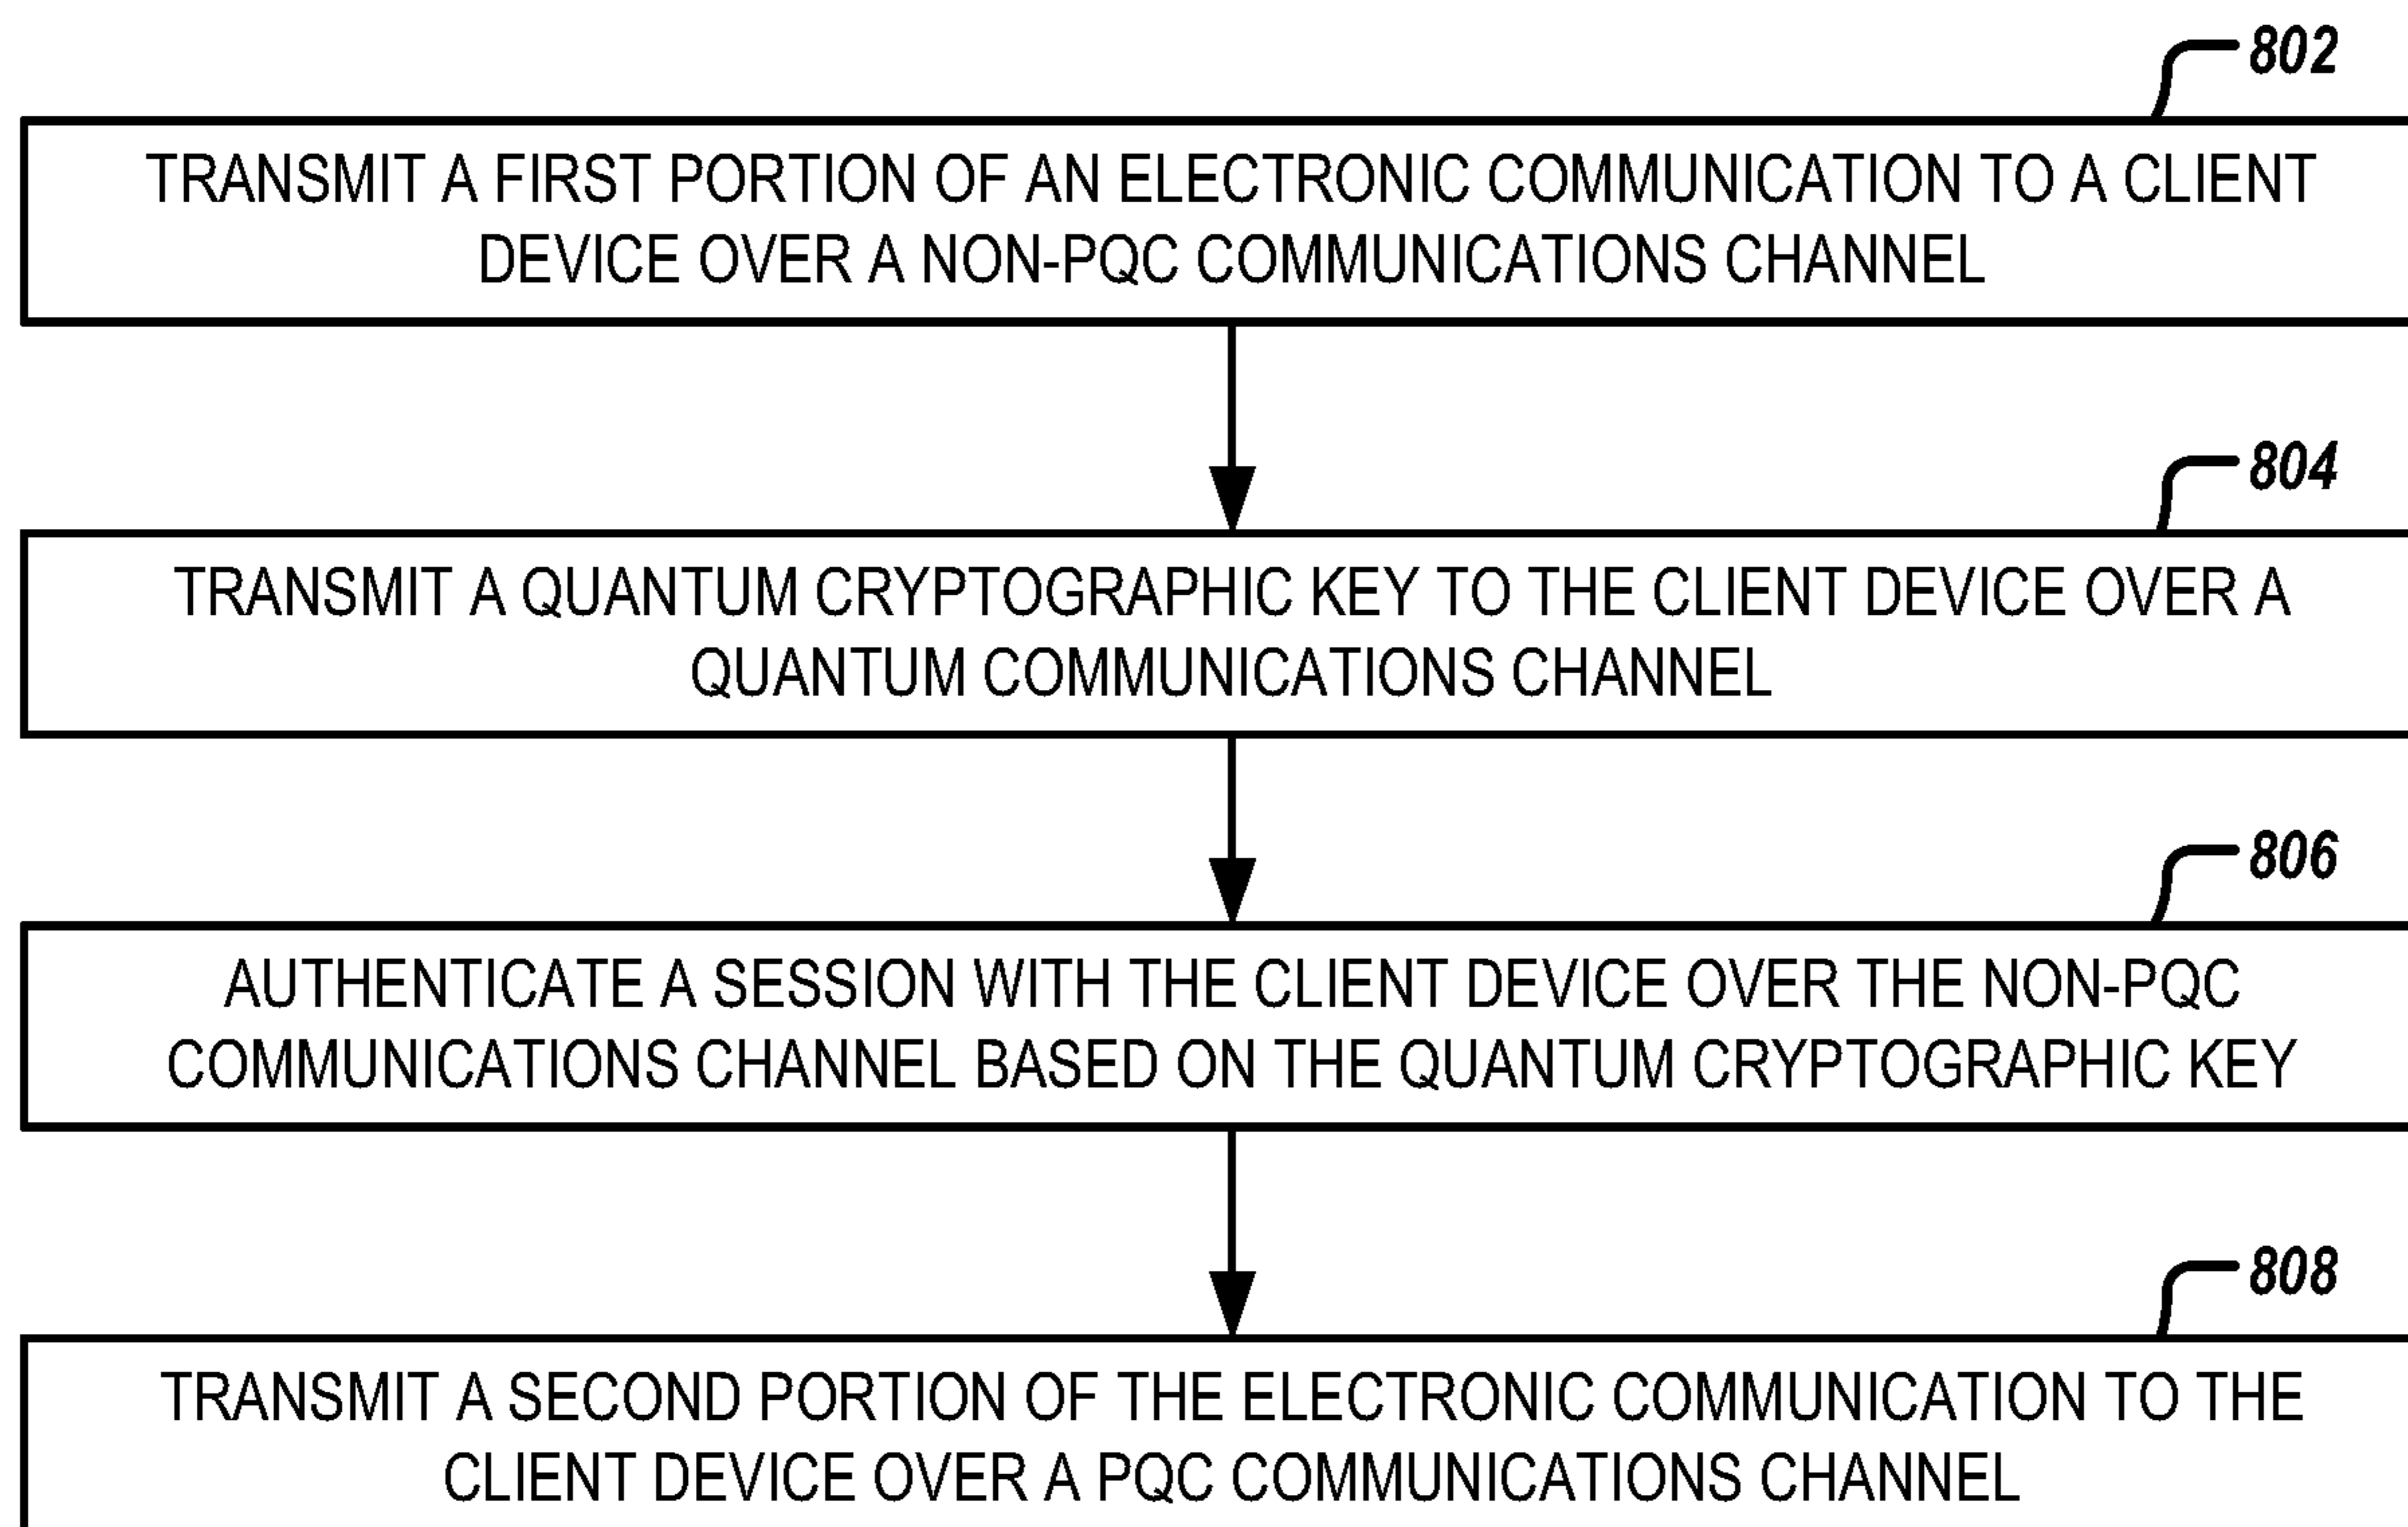 802
TRANSMIT A FIRST PORTION OF AN ELECTRONIC COMMUNICATION TO A CLIENT
DEVICE OVER A NON-PQC COMMUNICATIONS CHANNEL
804
TRANSMIT A QUANTUM CRYPTOGRAPHIC KEY TO THE CLIENT DEVICE OVER A
QUANTUM COMMUNICATIONS CHANNEL
806
AUTHENTICATE A SESSION WITH THE CLIENT DEVICE OVER THE NON-PQC
COMMUNICATIONS CHANNEL BASED ON THE QUANTUM CRYPTOGRAPHIC KEY
808
TRANSMIT A SECOND PORTION OF THE ELECTRONIC COMMUNICATION TO THE
CLIENT DEVICE OVER A PQC COMMUNICATIONS CHANNEL